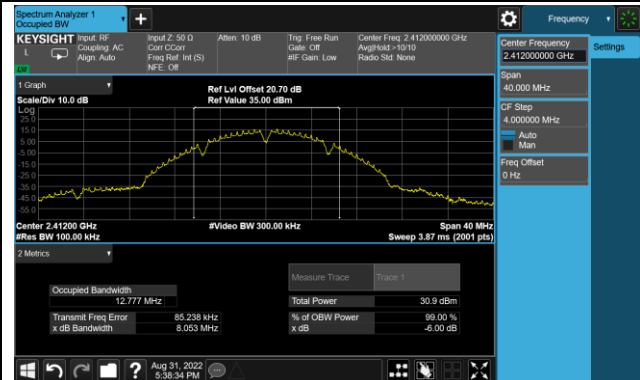 Spectrum Analyzer 1
Occupied BW
Frequency
KEYSIGHT
L
Input: RF
Coupling: AC
Align: Auto
Input Z: 50 Ω
Corr CCorr
Freq Ref: Int (S)
NFE: Off
Atten: 10 dB
Trig: Free Run
Gate: Off
#IF Gain: Low
Center Freq: 2.412000000 GHz
Avg|Hold:>10/10
Radio Std: None
Center Frequency
2.412000000 GHz
Settings
Span
40.000 MHz
CF Step
4.000000 MHz
Auto
Man
Freq Offset
0 Hz
1 Graph
Scale/Div 10.0 dB
Ref Lvl Offset 20.70 dB
Ref Value 35.00 dBm
Log
25.0
15.0
5.00
-5.00
-15.0
-25.0
-35.0
-45.0
-55.0
Center 2.41200 GHz
#Res BW 100.00 kHz
#Video BW 300.00 kHz
Span 40 MHz
Sweep 3.87 ms (2001 pts)
2 Metrics
Measure Trace
Trace 1
Occupied Bandwidth
12.777 MHz
Total Power
30.9 dBm
Transmit Freq Error
85.238 kHz
% of OBW Power
99.00 %
x dB Bandwidth
8.053 MHz
x dB
-6.00 dB
Aug 31, 2022
5:38:34 PM